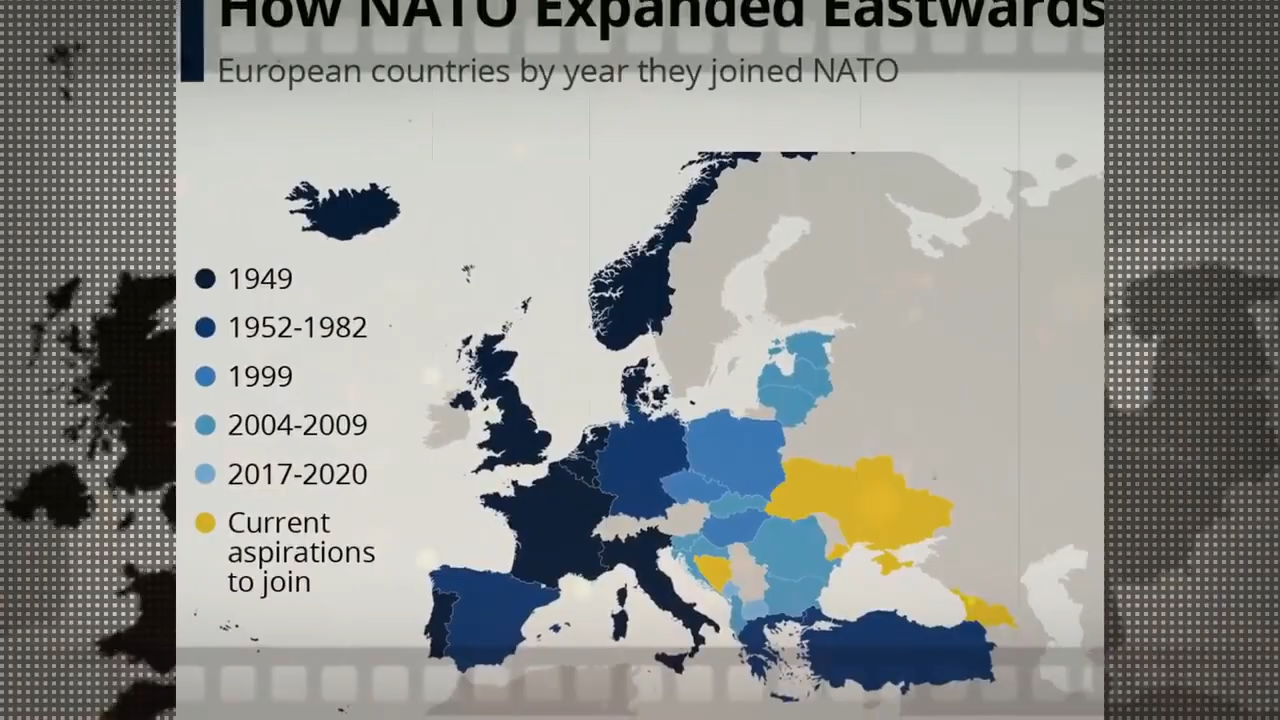 How NATO Expanded Eastwards
European countries by year they joined NATO
1949
1952-1982
1999
2004-2009
2017-2020
Current
aspirations
to join